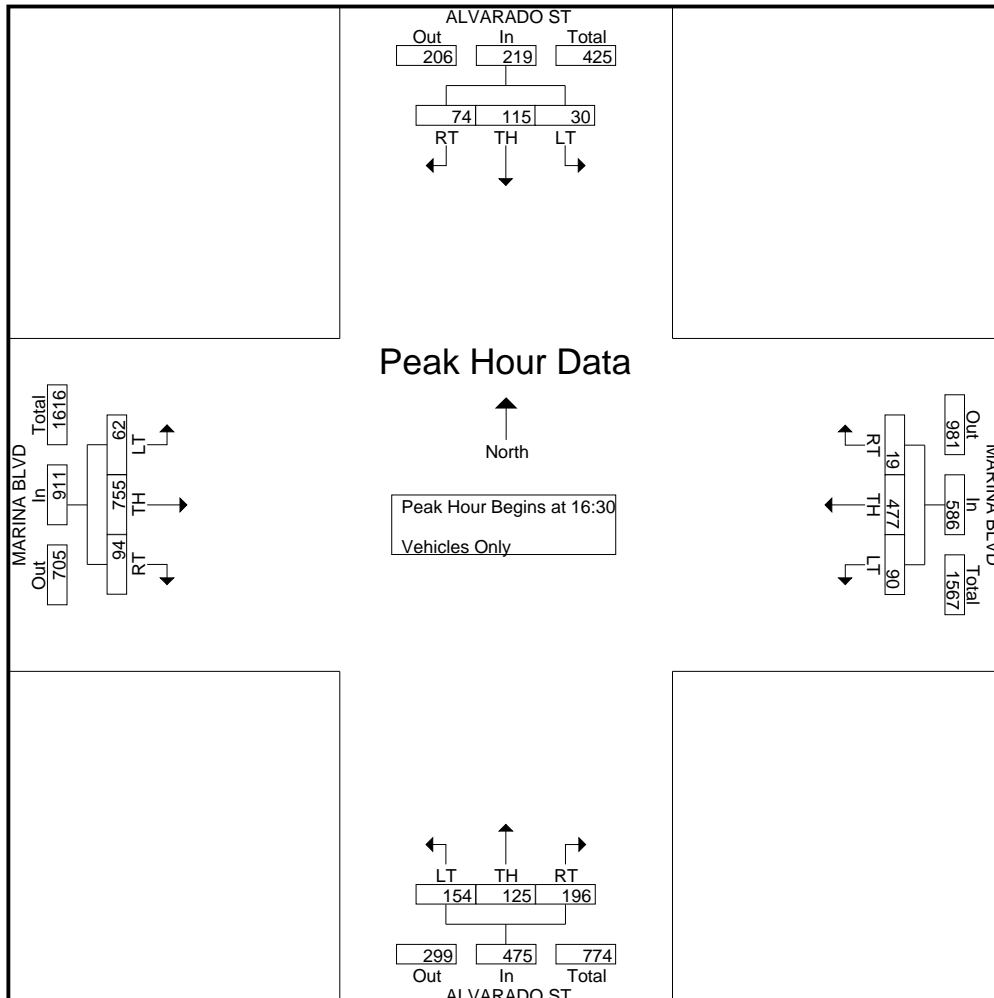 ALVARADO ST
Out In Total
206 219 425
74 115 30
RT TH LT
Peak Hour Data
North
Peak Hour Begins at 16:30
Vehicles Only
MARINA BLVD
Out In Total
705 911 1616
62 755 94
LT TH RT
MARINA BLVD
Out In Total
981 586 1567
19 477 90
RT TH LT
LT TH RT
154 125 196
299 475 774
Out In Total
ALVARADO ST